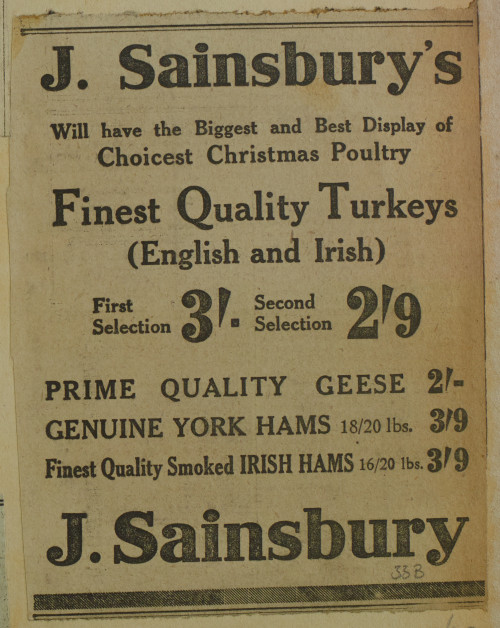 J. Sainsbury's
Will have the Biggest and Best Display of
Choicest Christmas Poultry
Finest Quality Turkeys
(English and Irish)
First Selection 3/- Second Selection 2/9
PRIME QUALITY GEESE 2/-
GENUINE YORK HAMS 18/20 lbs. 3/9
Finest Quality Smoked IRISH HAMS 16/20 lbs. 3/9
J. Sainsbury
33B